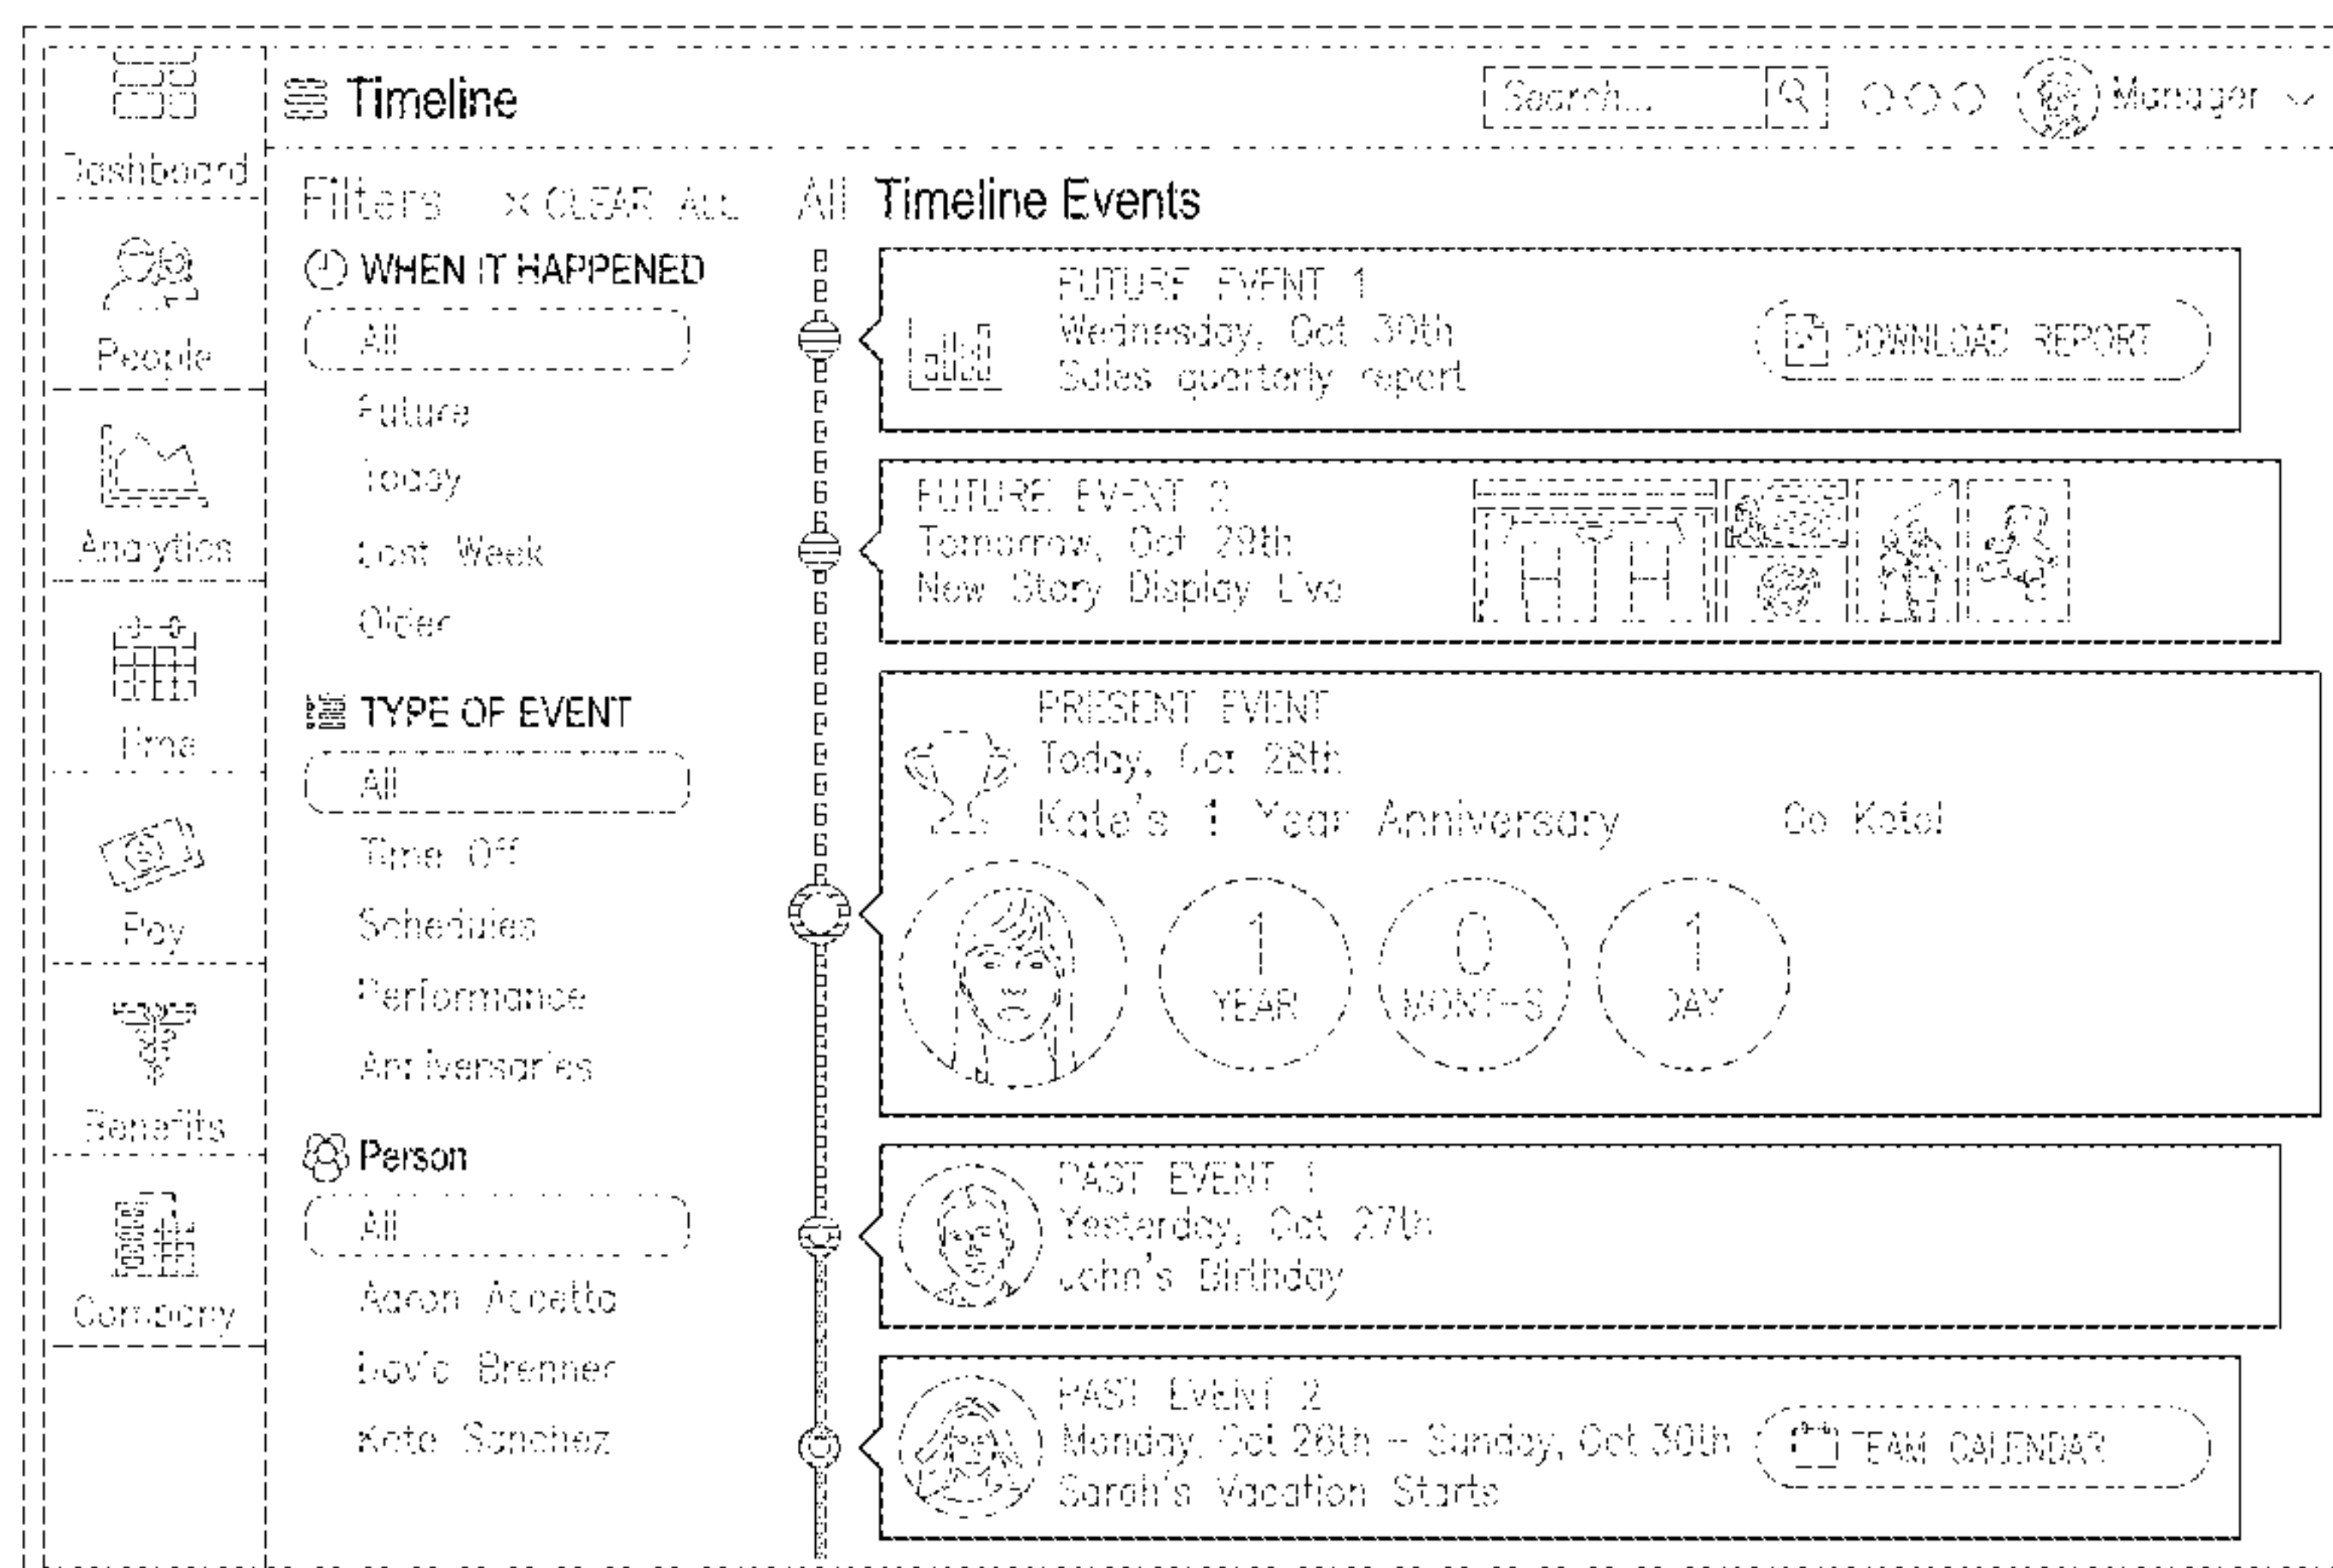 Timeline
Search...
Manager
Dashboard
People
Analytics
Time
Pay
Benefits
Company
Filters × CLEAR ALL
WHEN IT HAPPENED
All
Future
Today
Last Week
Older
TYPE OF EVENT
All
Time Off
Schedules
Performance
Anniversaries
Person
All
Aaron Accetta
David Brenner
Kate Sanchez
All Timeline Events
FUTURE EVENT 1
Wednesday, Oct 30th
Sales quarterly report
DOWNLOAD REPORT
FUTURE EVENT 2
Tomorrow, Oct 29th
New Story Display Live
PRESENT EVENT
Today, Oct 28th
Kate's 1 Year Anniversary
Go Kate!
1 YEAR
0 MONTHS
1 DAY
PAST EVENT 1
Yesterday, Oct 27th
John's Birthday
PAST EVENT 2
Monday, Oct 26th – Sunday, Oct 30th
Sarah's Vacation Starts
TEAM CALENDAR